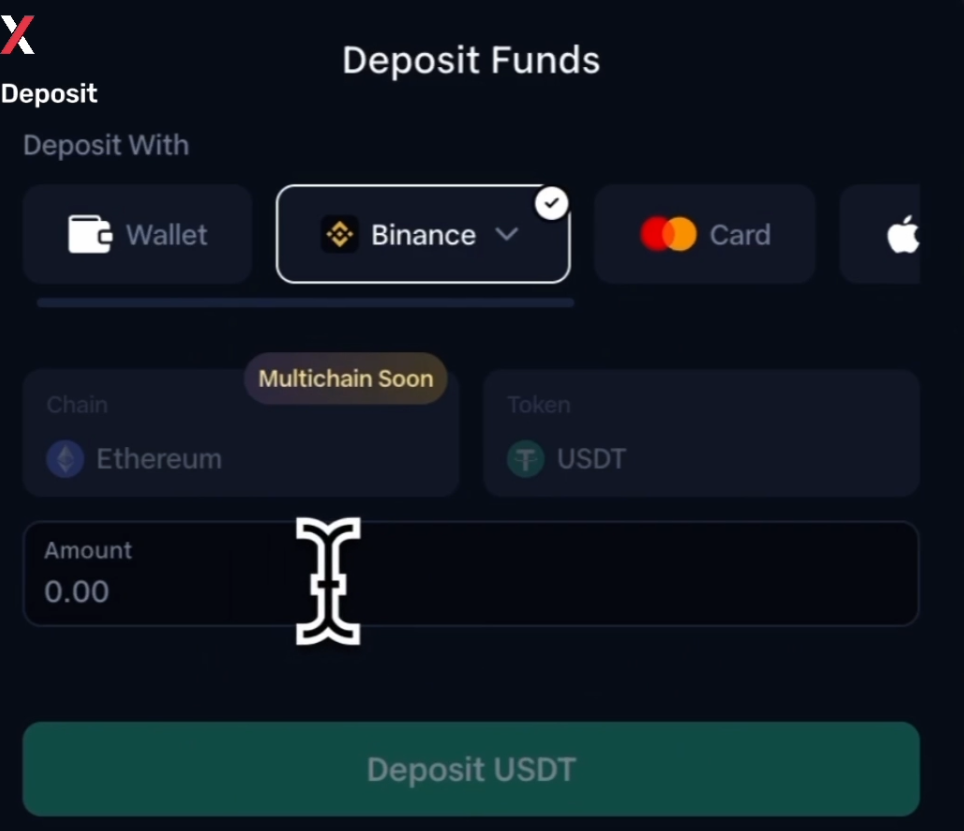 Deposit Funds
Deposit
Deposit With
Wallet
Binance
Card
Multichain Soon
Chain
Ethereum
Token
USDT
Amount
0.00
Deposit USDT